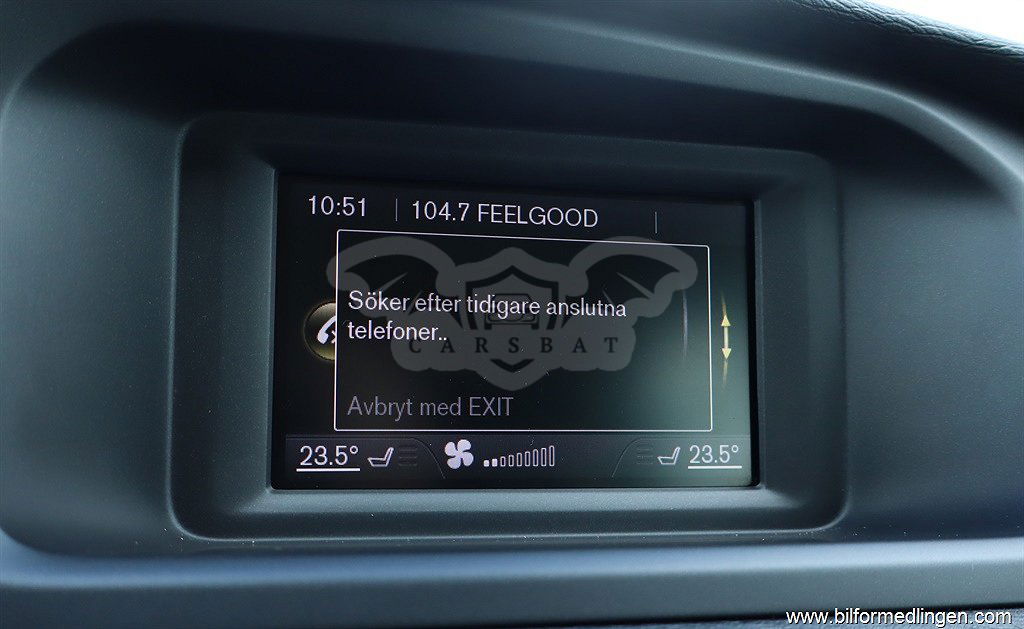 10:51 104.7 FEELGOOD
Söker efter tidigare anslutna
telefoner..
CARSBAT
Avbryt med EXIT
23.5° 23.5°
www.bilformedlingen.com